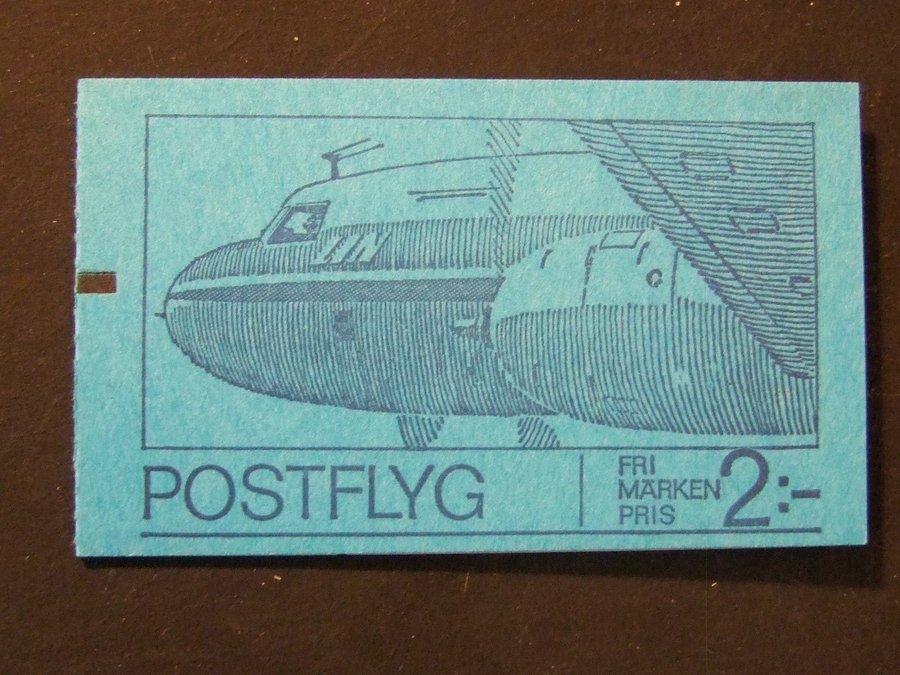 POSTFLYG
FRI
MÄRKEN
PRIS
2:-